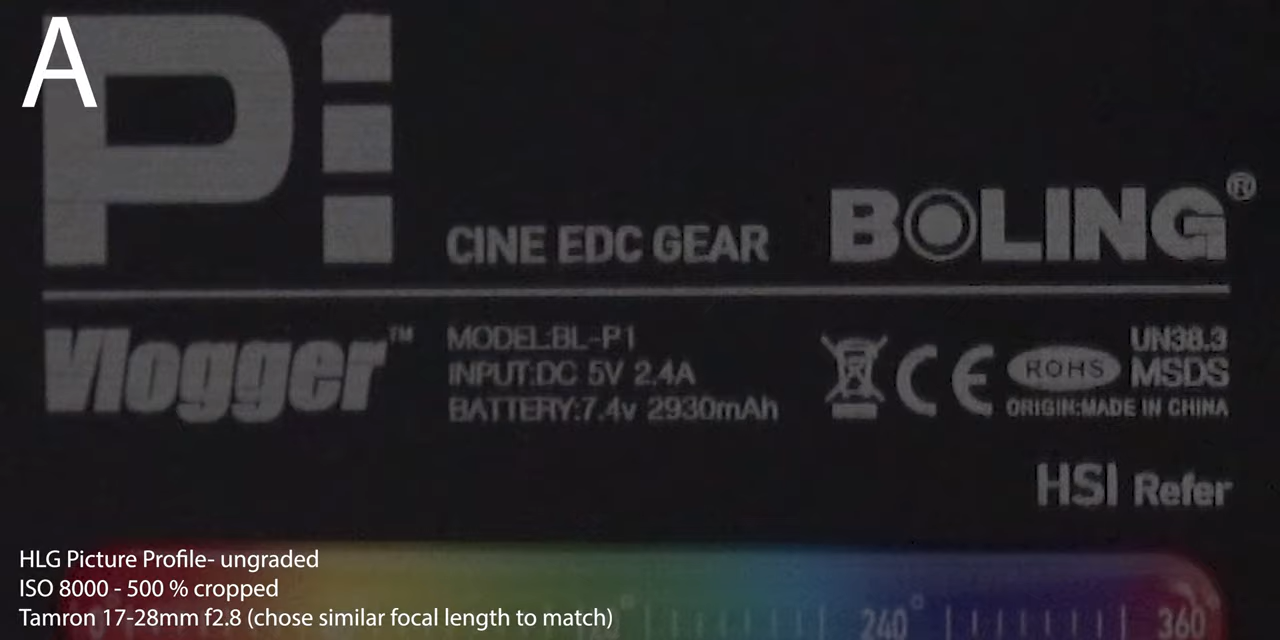 A
P1
CINE EDC GEAR
BOLING®
Vlogger™
MODEL:BL-P1
INPUT:DC 5V 2.4A
BATTERY:7.4v 2930mAh
CE
ROHS
UN38.3
MSDS
ORIGIN:MADE IN CHINA
HSI Refer
HLG Picture Profile- ungraded
ISO 8000 - 500 % cropped
Tamron 17-28mm f2.8 (chose similar focal length to match)
240° 360°